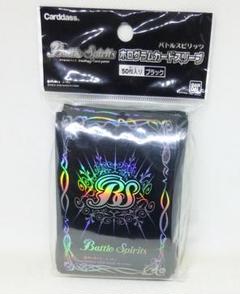 Carddass
Battle Spirits
バトルスピリッツ
ホログラムカードスリーブ
50枚入り ブラック
BS
Battle Spirits